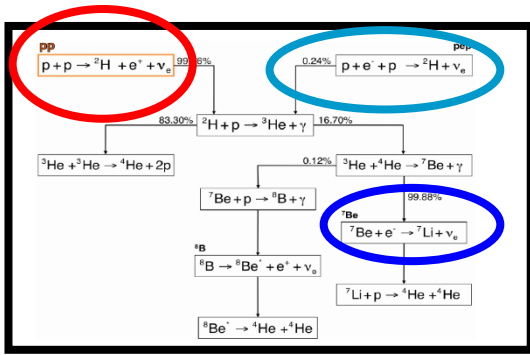 pp
pep
p + p → ²H + e⁺ + νₑ
0.24%
p + e⁻ + p → ²H + νₑ
83.30%
²H + p → ³He + γ
16.70%
³He + ³He → ⁴He + 2p
0.12%
³He + ⁴He → ⁷Be + γ
⁷Be + p → ⁸B + γ
99.88%
⁷Be
⁷Be + e⁻ → ⁷Li + νₑ
⁸B
⁸B → ⁸Be* + e⁺ + νₑ
⁷Li + p → ⁴He + ⁴He
⁸Be* → ⁴He + ⁴He